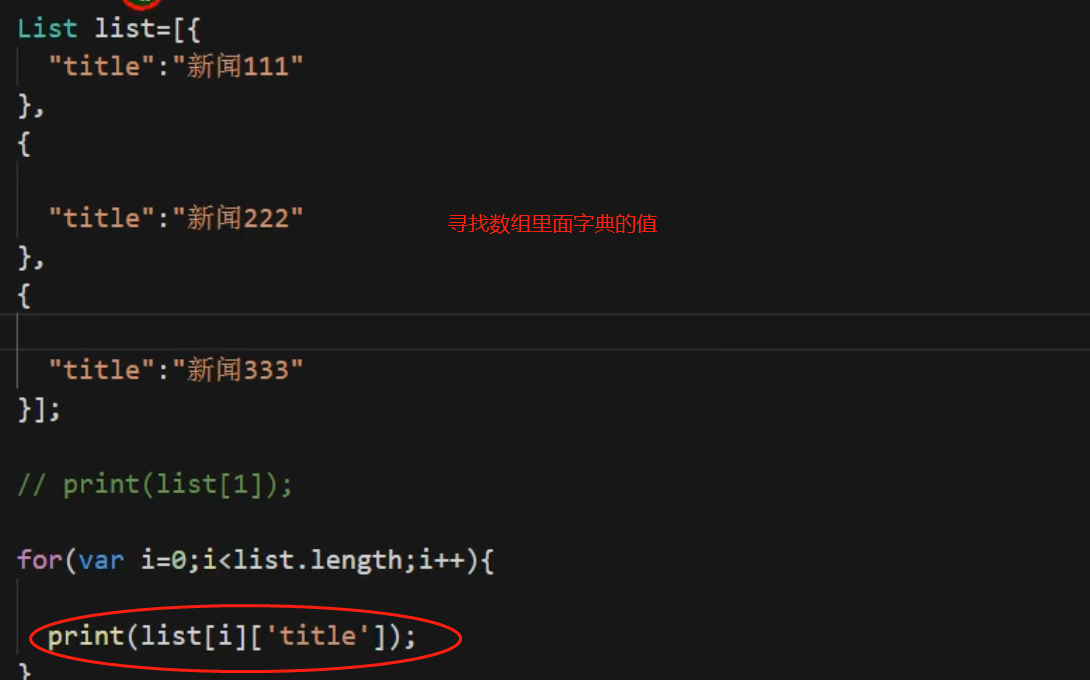 List list=[{
"title":"新闻111"
},
{
"title":"新闻222"
寻找数组里面字典的值
},
{
"title":"新闻333"
}];
// print(list[1]);
for(var i=0;i<list.length;i++){
print(list[i]['title']);
}